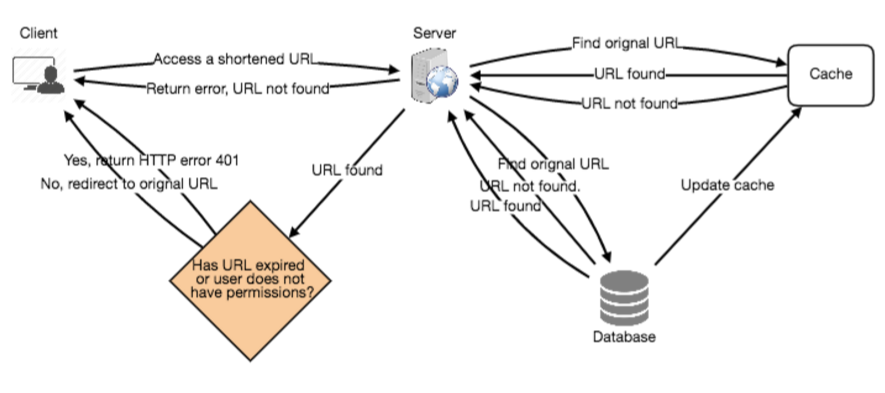 Client
Server
Access a shortened URL
Return error, URL not found
Find orignal URL
URL found
URL not found
Cache
Yes, return HTTP error 401
No, redirect to orignal URL
URL found
Find orignal URL
URL not found.
URL found
Update cache
Has URL expired
or user does not
have permissions?
Database